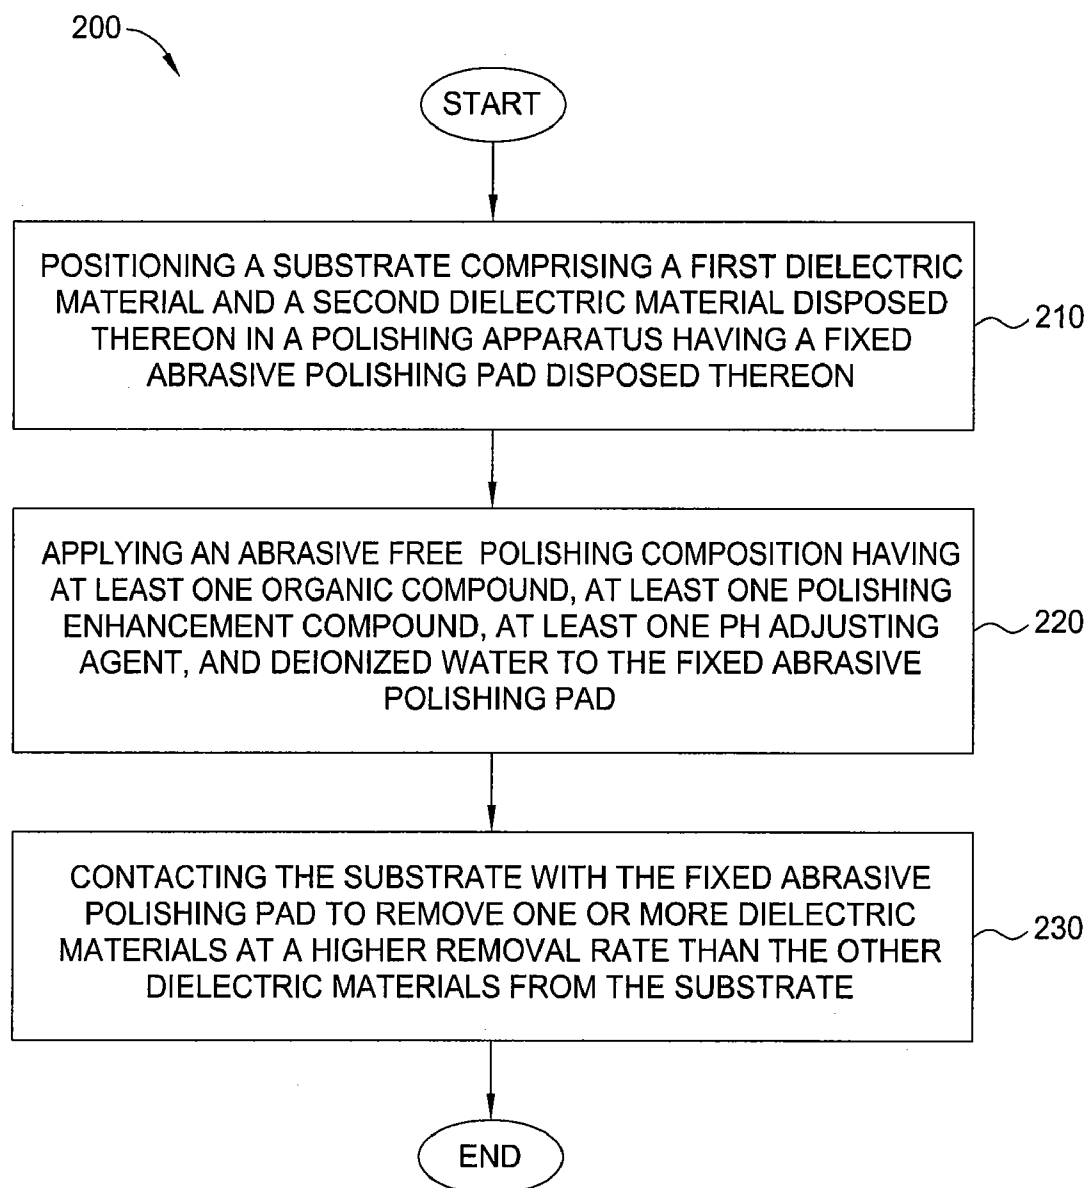 200
START
POSITIONING A SUBSTRATE COMPRISING A FIRST DIELECTRIC
MATERIAL AND A SECOND DIELECTRIC MATERIAL DISPOSED
THEREON IN A POLISHING APPARATUS HAVING A FIXED
ABRASIVE POLISHING PAD DISPOSED THEREON
210
APPLYING AN ABRASIVE FREE POLISHING COMPOSITION HAVING
AT LEAST ONE ORGANIC COMPOUND, AT LEAST ONE POLISHING
ENHANCEMENT COMPOUND, AT LEAST ONE PH ADJUSTING
AGENT, AND DEIONIZED WATER TO THE FIXED ABRASIVE
POLISHING PAD
220
CONTACTING THE SUBSTRATE WITH THE FIXED ABRASIVE
POLISHING PAD TO REMOVE ONE OR MORE DIELECTRIC
MATERIALS AT A HIGHER REMOVAL RATE THAN THE OTHER
DIELECTRIC MATERIALS FROM THE SUBSTRATE
230
END